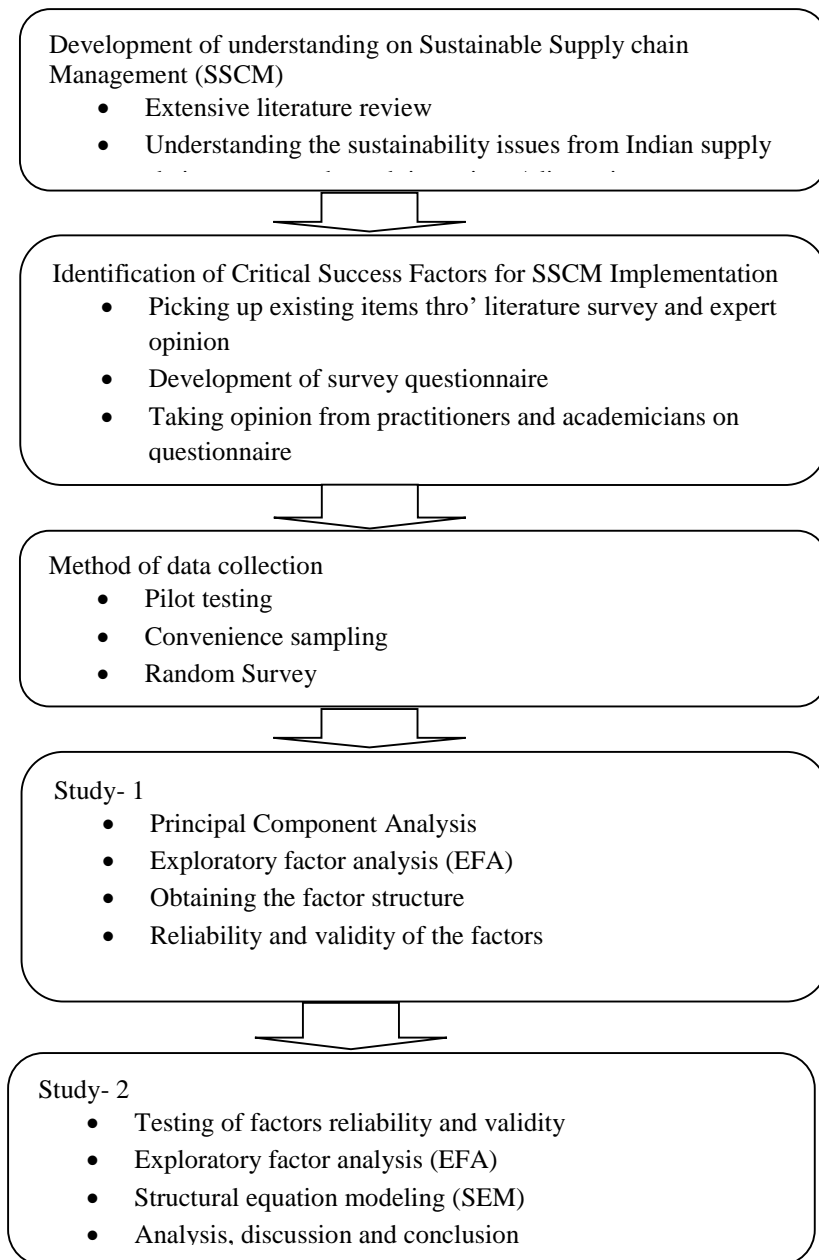 Development of understanding on Sustainable Supply chain
Management (SSCM)
• Extensive literature review
• Understanding the sustainability issues from Indian supply
Identification of Critical Success Factors for SSCM Implementation
• Picking up existing items thro’ literature survey and expert
opinion
• Development of survey questionnaire
• Taking opinion from practitioners and academicians on
questionnaire
Method of data collection
• Pilot testing
• Convenience sampling
• Random Survey
Study- 1
• Principal Component Analysis
• Exploratory factor analysis (EFA)
• Obtaining the factor structure
• Reliability and validity of the factors
Study- 2
• Testing of factors reliability and validity
• Exploratory factor analysis (EFA)
• Structural equation modeling (SEM)
• Analysis, discussion and conclusion